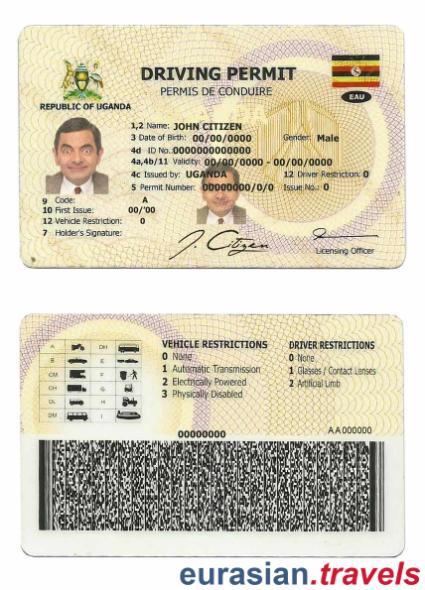 DRIVING PERMIT
PERMIS DE CONDUIRE
REPUBLIC OF UGANDA
EAU
1,2 Name: JOHN CITIZEN
3 Date of Birth: 00/00/0000 Gender: Male
4d ID No.:0000000000000
4a,4b/11 Validity: 00/00/0000 - 00/00/0000
4c Issued by: UGANDA 12 Driver Restriction: 0
5 Permit Number: 00000000/0/0 Issue No.: 0
9 Code: A
10 First Issue: 00/'00
12 Vehicle Restriction: 0
7 Holder's Signature:
J. Citizen
Licensing Officer
A DH
B E
CM F
CH G
DL H
DM I
VEHICLE RESTRICTIONS
0 None
1 Automatic Transmission
2 Electrically Powered
3 Physically Disabled
DRIVER RESTRICTIONS
0 None
1 Glasses / Contact Lenses
2 Artificial Limb
00000000
AA000000
eurasian.travels